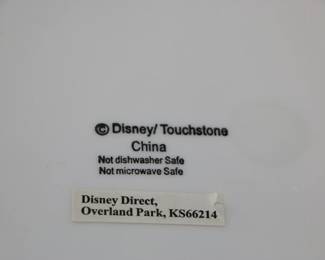 © Disney/ Touchstone
China
Not dishwasher Safe
Not microwave Safe
Disney Direct,
Overland Park, KS66214